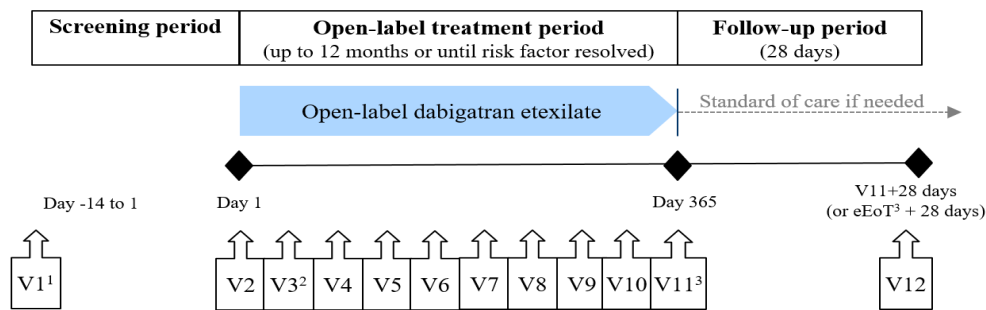 Screening period
Open-label treatment period
(up to 12 months or until risk factor resolved)
Follow-up period
(28 days)
Open-label dabigatran etexilate
Standard of care if needed
Day -14 to 1
Day 1
Day 365
V11+28 days
(or eEoT³ + 28 days)
V1¹
V2
V3²
V4
V5
V6
V7
V8
V9
V10
V11³
V12